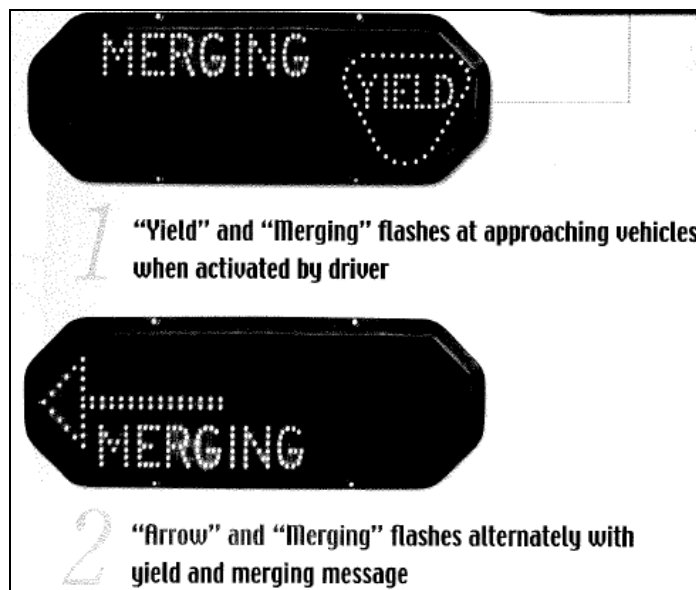 MERGING
YIELD
1
"Yield" and "Merging" flashes at approaching vehicles
when activated by driver
MERGING
2
"Arrow" and "Merging" flashes alternately with
yield and merging message